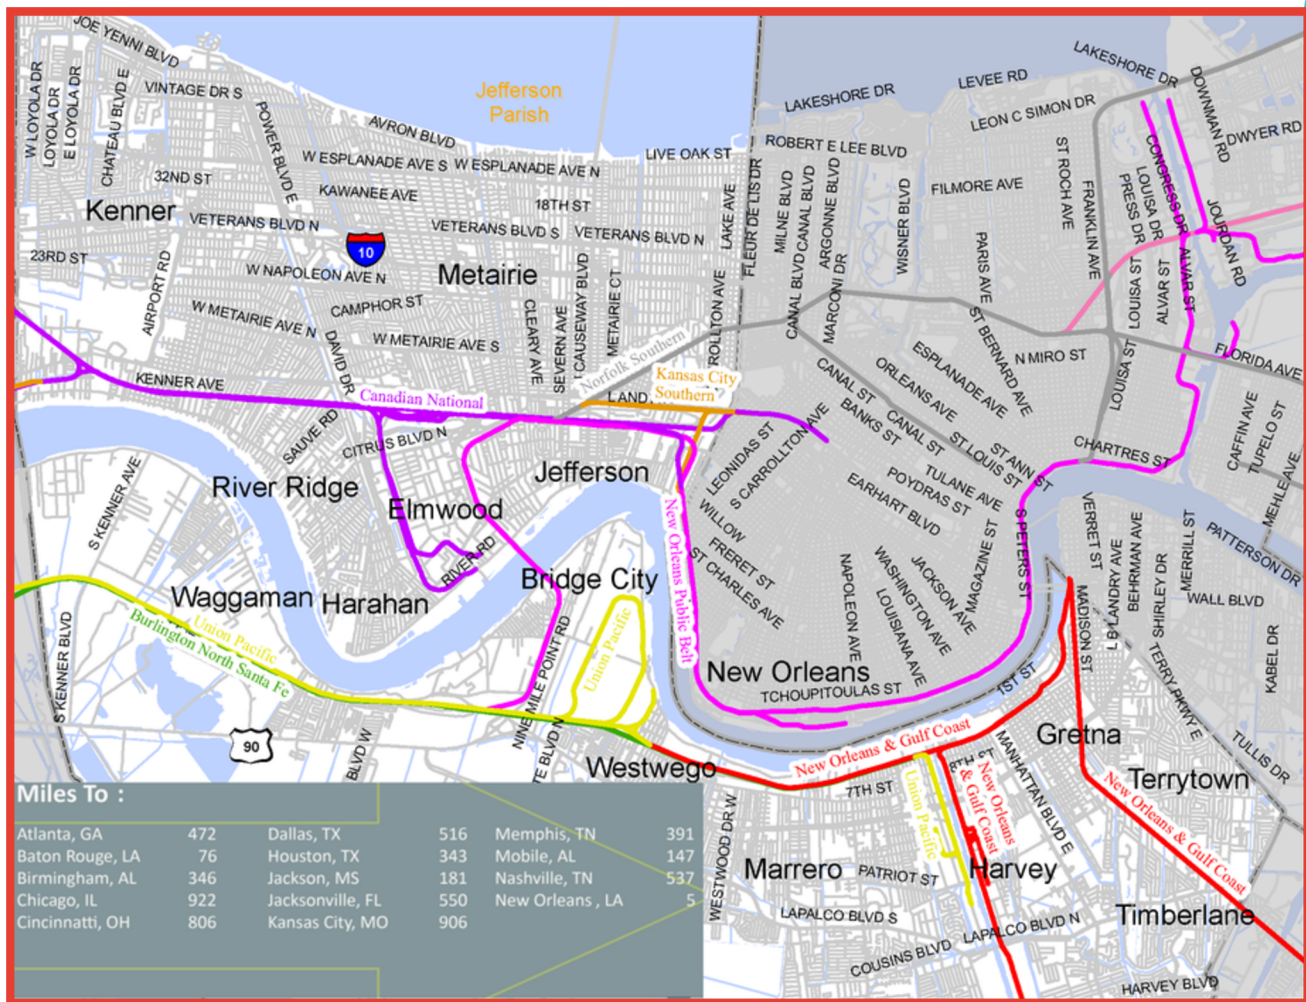 JOE YENNI BLVD
W LOYOLA DR
LOYOLA DR
E LOYOLA DR
CHATEAU BLVD E
VINTAGE DR S
POWER BLVD E
Jefferson
Parish
AVRON BLVD
W ESPLANADE AVE S
W ESPLANADE AVE N
LIVE OAK ST
LAKESHORE DR
LEVEE RD
LAKESHORE DR
LEON C SIMON DR
DOWNMAN RD
DWYER RD
ROBERT E LEE BLVD
32ND ST
KAWANEE AVE
18TH ST
Kenner
VETERANS BLVD N
VETERANS BLVD S
VETERANS BLVD N
23RD ST
AIRPORT RD
10
W NAPOLEON AVE N
Metairie
CAMPHOR ST
W METAIRIE AVE N
W METAIRIE AVE S
DAVID DR
CLEARY AVE
SEVERN AVE
CAUSEWAY BLVD
METAIRIE CT
LAKE AVE
FLEUR DE LIS DR
MILNE BLVD
CANAL BLVD
CANAL BLVD
ARGONNE BLVD
MARCONI DR
WISNER BLVD
FILMORE AVE
PARIS AVE
ST ROCH AVE
FRANKLIN AVE
PRESS DR
LOUISA DR
CONGRESS DR
JOURDAN RD
ALVAR ST
LOUISA ST
ALVAR ST
ROLLTON AVE
ST BERNARD AVE
N MIRO ST
FLORIDA AVE
LOUISA ST
ESPLANADE AVE
ORLEANS AVE
CANAL ST
BANKS ST
CANAL ST
ST LOUIS ST
ST ANN ST
Norfolk Southern
Kansas City
Southern
LAND
KENNER AVE
Canadian National
SAUVE RD
CITRUS BLVD N
Jefferson
River Ridge
Elmwood
RIVER RD
LEONIDAS ST
S CARROLLTON AVE
TULANE AVE
POYDRAS ST
EARHART BLVD
CHARTRES ST
CAFFIN AVE
TUPELO ST
MEHLE AVE
S KENNER AVE
WILLOW
FRERET ST
ST CHARLES AVE
New Orleans Public Belt
NAPOLEON AVE
WASHINGTON AVE
LOUISIANA AVE
JACKSON AVE
MAGAZINE ST
S PETERS ST
VERRET ST
L B LANDRY AVE
BEHRMAN AVE
SHIRLEY DR
MERRILL ST
PATTERSON DR
WALL BLVD
KABEL DR
MADISON ST
TERRY PKWY E
TULLIS DR
Waggaman
Harahan
Bridge City
Union Pacific
Burlington North Santa Fe
Union Pacific
NINE MILE POINT RD
S KENNER BLVD
90
BLVD W
TE BLVD N
New Orleans
TCHOUPITOULAS ST
1ST ST
Westwego
New Orleans & Gulf Coast
7TH ST
8TH ST
Gretna
Terrytown
MANHATTAN BLVD E
New Orleans
& Gulf Coast
New Orleans & Gulf Coast
Union Pacific
WESTWOOD DR W
Marrero
PATRIOT ST
Harvey
LAPALCO BLVD S
LAPALCO BLVD N
COUSINS BLVD
Timberlane
HARVEY BLVD
Miles To :
Atlanta, GA 472 Dallas, TX 516 Memphis, TN 391
Baton Rouge, LA 76 Houston, TX 343 Mobile, AL 147
Birmingham, AL 346 Jackson, MS 181 Nashville, TN 537
Chicago, IL 922 Jacksonville, FL 550 New Orleans , LA 5
Cincinnatti, OH 806 Kansas City, MO 906